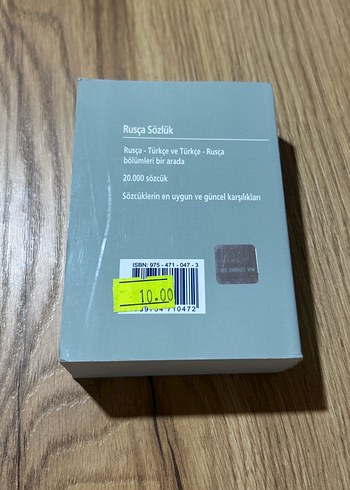 Rusça Sözlük
Rusça - Türkçe ve Türkçe - Rusça
bölümleri bir arada
20.000 sözcük
Sözcüklerin en uygun ve güncel karşılıkları
ISBN: 975 - 471 - 047 - 3
10.00